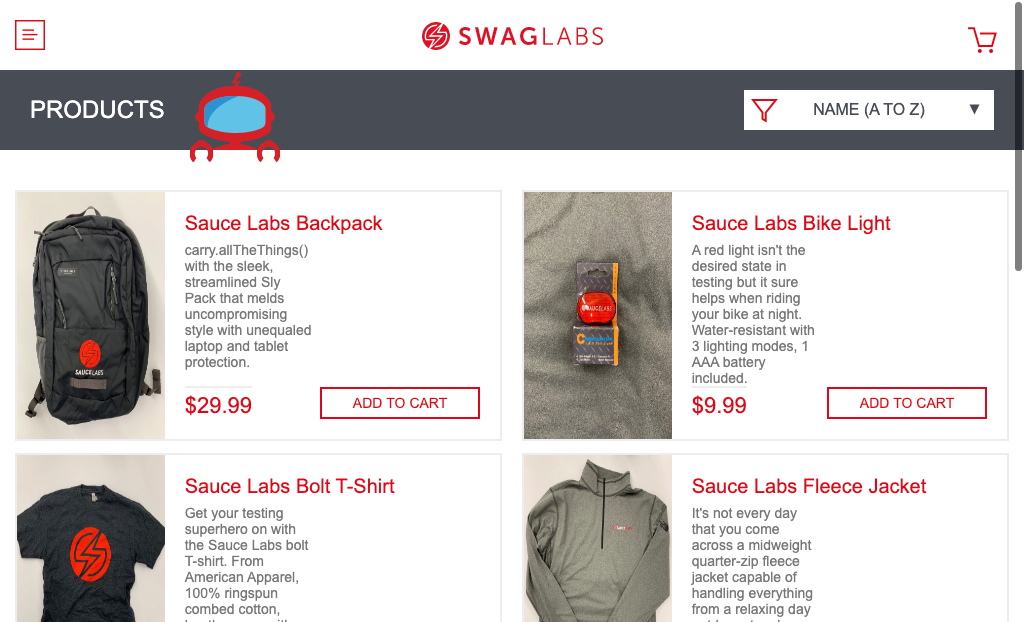 SWAGLABS
PRODUCTS
NAME (A TO Z)
Sauce Labs Backpack
carry.allTheThings()
with the sleek,
streamlined Sly
Pack that melds
uncompromising
style with unequaled
laptop and tablet
protection.
$29.99
ADD TO CART
SAUCELABS
Sauce Labs Bike Light
A red light isn't the
desired state in
testing but it sure
helps when riding
your bike at night.
Water-resistant with
3 lighting modes, 1
AAA battery
included.
$9.99
ADD TO CART
SAUCELABS
Sauce Labs Bolt T-Shirt
Get your testing
superhero on with
the Sauce Labs bolt
T-shirt. From
American Apparel,
100% ringspun
combed cotton,
Sauce Labs Fleece Jacket
It's not every day
that you come
across a midweight
quarter-zip fleece
jacket capable of
handling everything
from a relaxing day